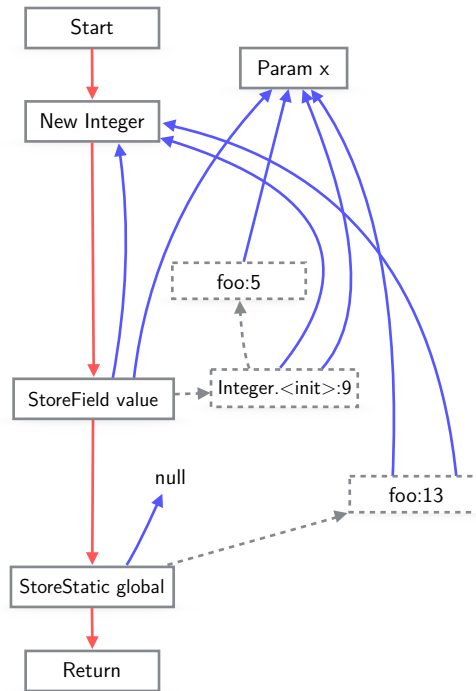 Start
Param x
New Integer
foo:5
Integer.<init>:9
StoreField value
null
foo:13
StoreStatic global
Return